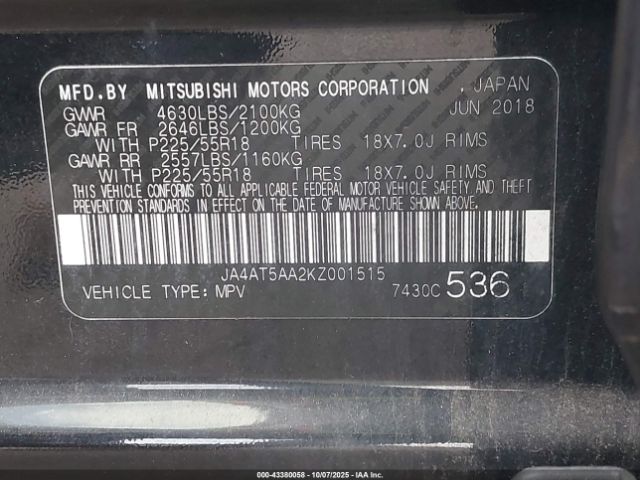 MFD.BY MITSUBISHI MOTORS CORPORATION , JAPAN
GVWR 4630LBS/2100KG JUN 2018
GAWR FR 2646LBS/1200KG
WITH P225/55R18 TIRES 18X7.0J RIMS
GAWR RR 2557LBS/1160KG
WITH P225/55R18 TIRES 18X7.0J RIMS
THIS VEHICLE CONFORMS TO ALL APPLICABLE FEDERAL MOTOR VEHICLE SAFETY AND THEFT
PREVENTION STANDARDS IN EFFECT ON THE DATE OF MANUFACTURE SHOWN ABOVE.
JA4AT5AA2KZ001515
VEHICLE TYPE: MPV 7430C 536
000-43380058 - 10/07/2025 - www.iaai.com